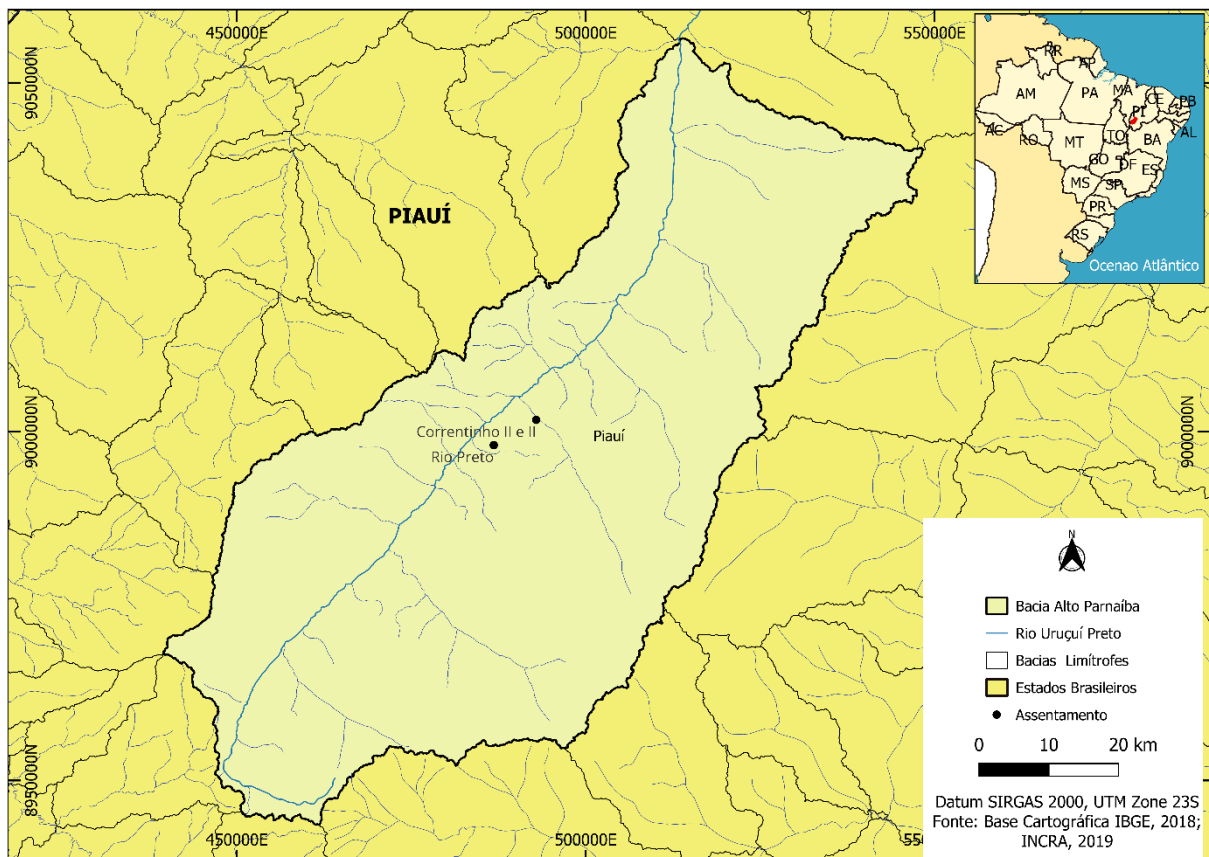 450000E
500000E
550000E
9050000N
9000000N
8950000N
PIAUÍ
Correntinho II e II
Rio Preto
Piauí
9000000N
450000E
500000E
RR
AP
AM
PA
MA
CE
PB
PI
AC
RO
TO
AL
MT
BA
GO
DF
ES
MS
SP
PR
RS
Ocenao Atlântico
N
Bacia Alto Parnaíba
Rio Uruçuí Preto
Bacias Limítrofes
Estados Brasileiros
Assentamento
0 10 20 km
Datum SIRGAS 2000, UTM Zone 23S
Fonte: Base Cartográfica IBGE, 2018;
INCRA, 2019